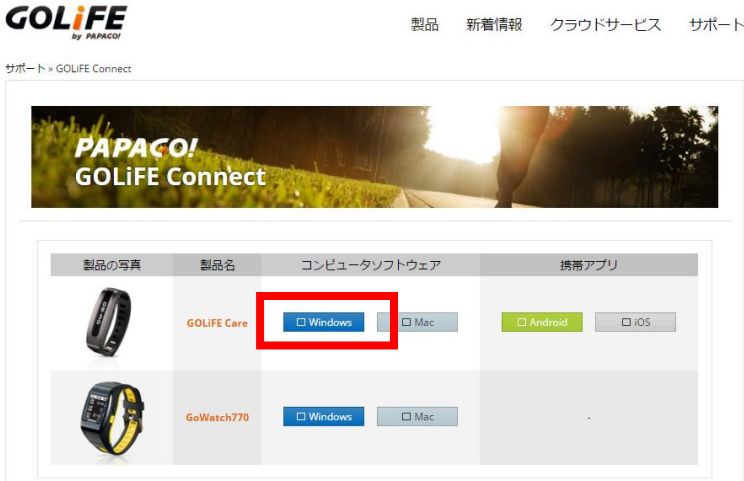 GOLiFE
by PAPAGO!
製品 新着情報 クラウドサービス サポート
サポート » GOLiFE Connect
PAPAGO!
GOLiFE Connect
製品の写真 製品名 コンピュータソフトウェア 携帯アプリ
GOLiFE Care Windows Mac Android iOS
GoWatch770 Windows Mac -